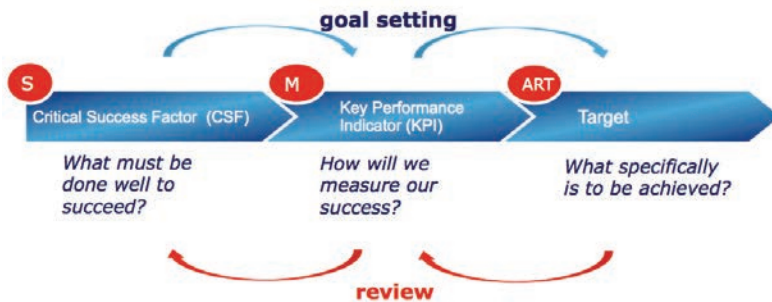 goal setting
S
M
ART
Critical Success Factor (CSF)
Key Performance
Indicator (KPI)
Target
What must be
done well to
succeed?
How will we
measure our
success?
What specifically
is to be achieved?
review